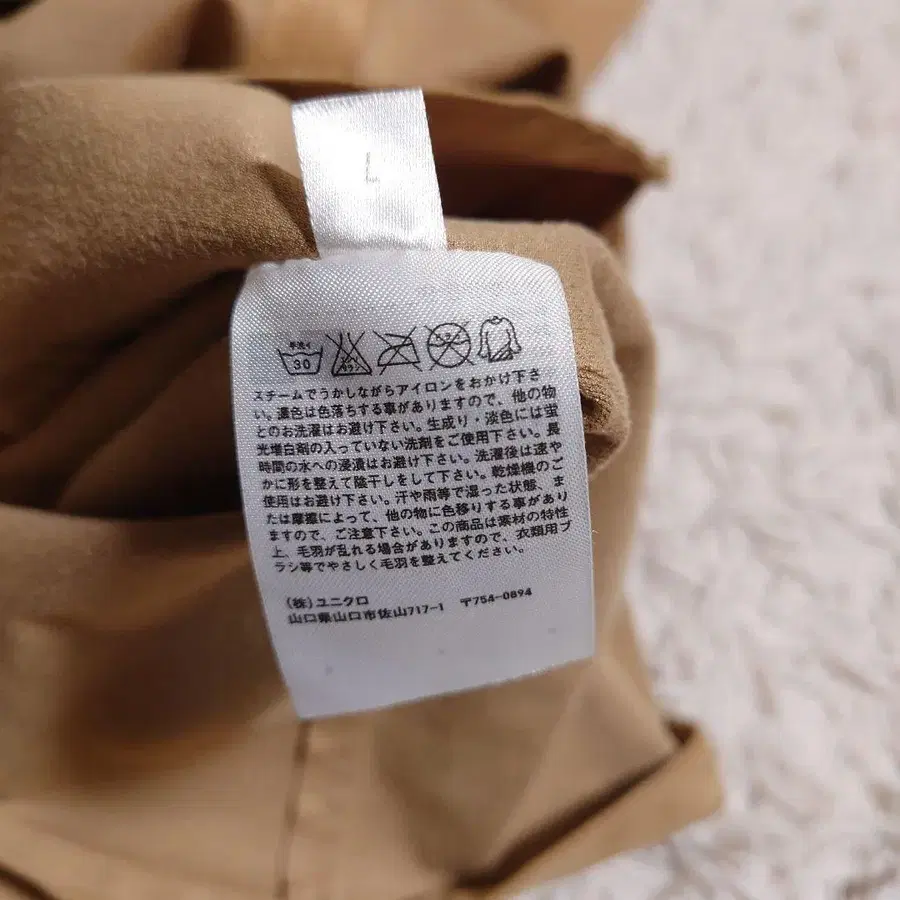 L
手洗イ
30
スチームでうかしながらアイロンをおかけ下さ
い。濃色は色落ちする事がありますので、他の物
とのお洗濯はお避け下さい。生成り・淡色には蛍
光増白剤の入っていない洗剤をご使用下さい。長
時間の水への浸漬はお避け下さい。洗濯後は速や
かに形を整えて陰干しをして下さい。乾燥機のご
使用はお避け下さい。汗や雨等で湿った状態、ま
たは摩擦によって、他の物に色移りする事があり
ますので、ご注意下さい。この商品は素材の特性
上、毛羽が乱れる場合がありますので、衣類用ブ
ラシ等でやさしく毛羽を整えてください。
(株)ユニクロ
山口県山口市佐山717-1 〒754-0894